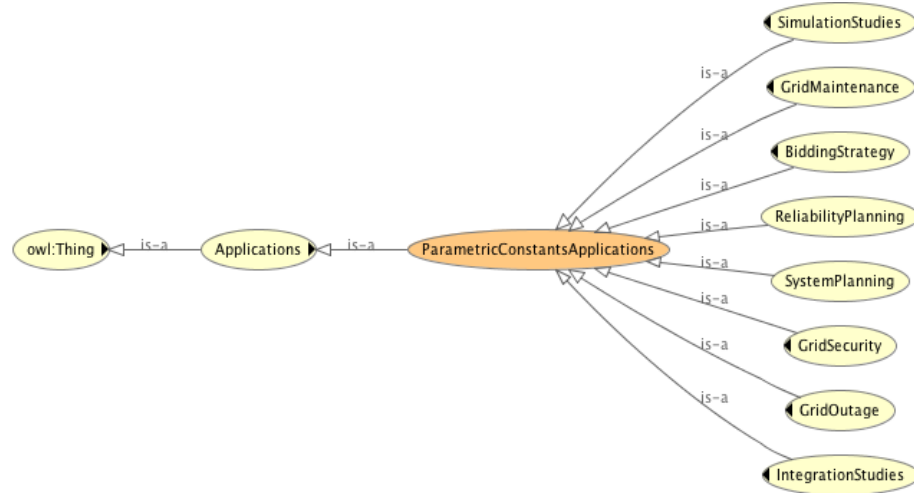 SimulationStudies
is-a
GridMaintenance
is-a
BiddingStrategy
is-a
ReliabilityPlanning
is-a
owl:Thing
is-a
Applications
is-a
ParametricConstantsApplications
is-a
SystemPlanning
is-a
GridSecurity
is-a
GridOutage
is-a
IntegrationStudies